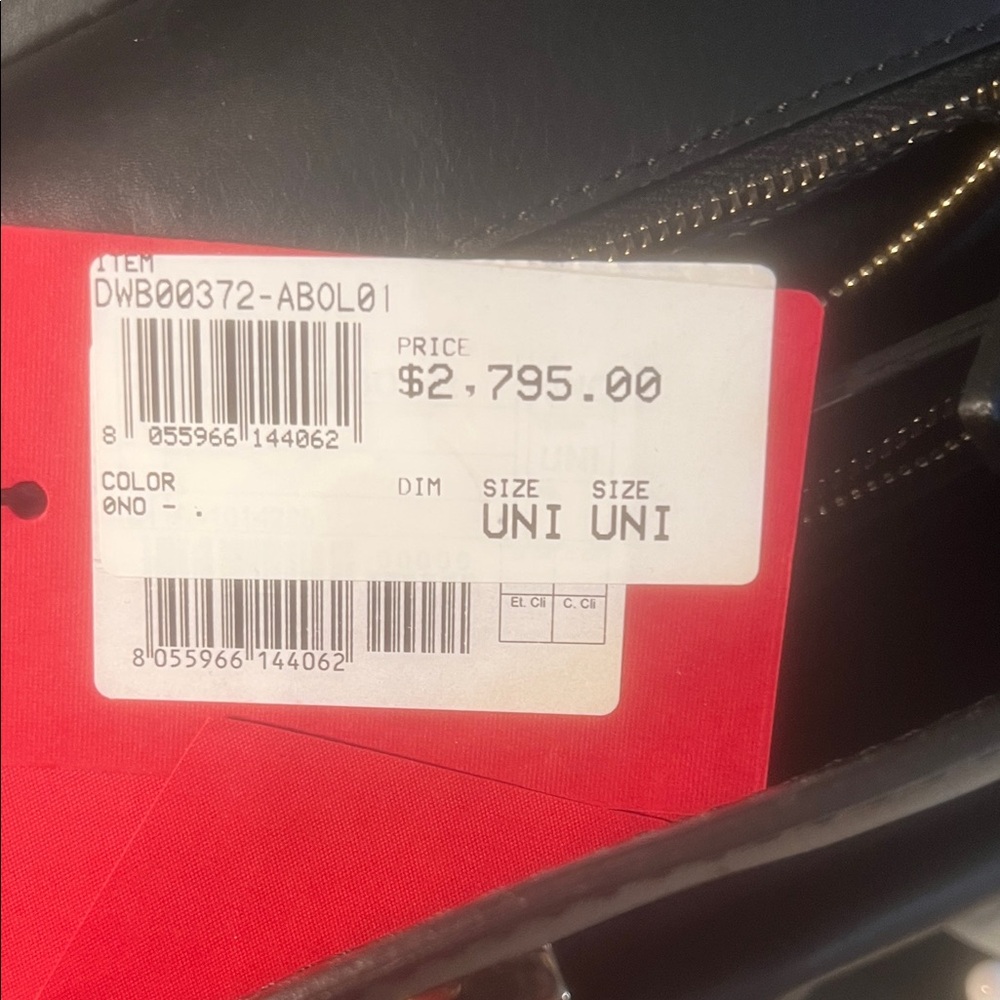 ITEM
DWB00372-ABOL01
PRICE
$2,795.00
8 055966 144062
COLOR DIM SIZE SIZE
0NO - . UNI UNI
Et. Cli C. Cli
8 055966 144062